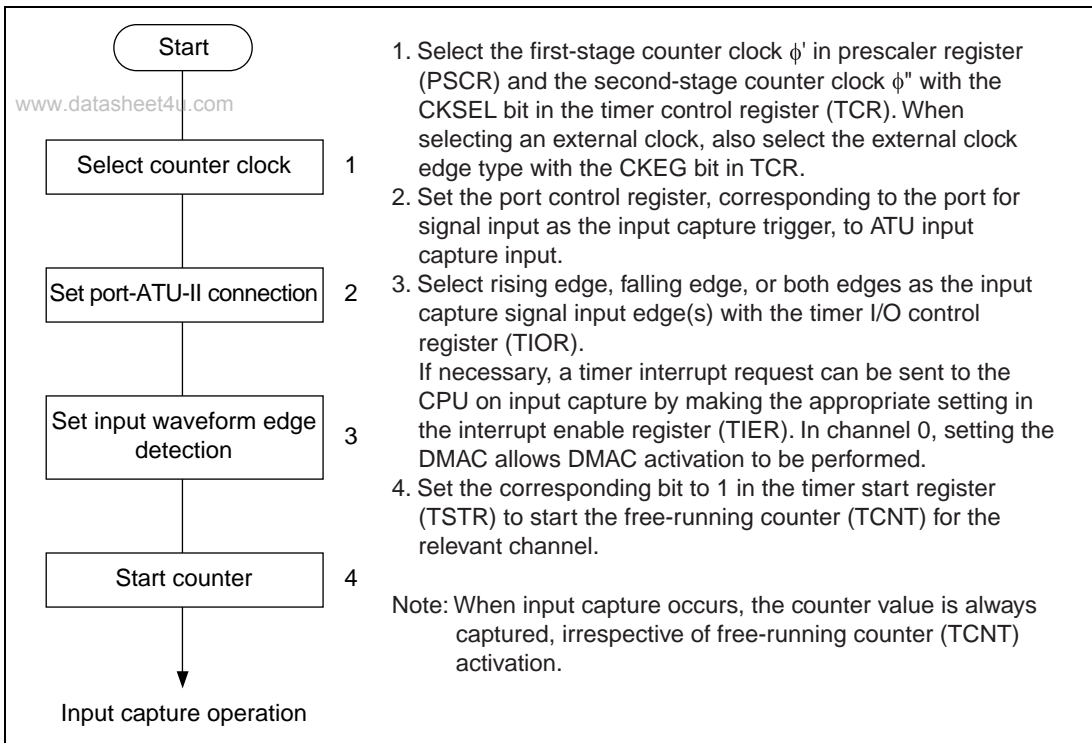 Start
www.datasheet4u.com
Select counter clock
1
Set port-ATU-II connection
2
Set input waveform edge
detection
3
Start counter
4
Input capture operation
1. Select the first-stage counter clock ϕ' in prescaler register
(PSCR) and the second-stage counter clock ϕ" with the
CKSEL bit in the timer control register (TCR). When
selecting an external clock, also select the external clock
edge type with the CKEG bit in TCR.
2. Set the port control register, corresponding to the port for
signal input as the input capture trigger, to ATU input
capture input.
3. Select rising edge, falling edge, or both edges as the input
capture signal input edge(s) with the timer I/O control
register (TIOR).
If necessary, a timer interrupt request can be sent to the
CPU on input capture by making the appropriate setting in
the interrupt enable register (TIER). In channel 0, setting the
DMAC allows DMAC activation to be performed.
4. Set the corresponding bit to 1 in the timer start register
(TSTR) to start the free-running counter (TCNT) for the
relevant channel.
Note: When input capture occurs, the counter value is always
captured, irrespective of free-running counter (TCNT)
activation.